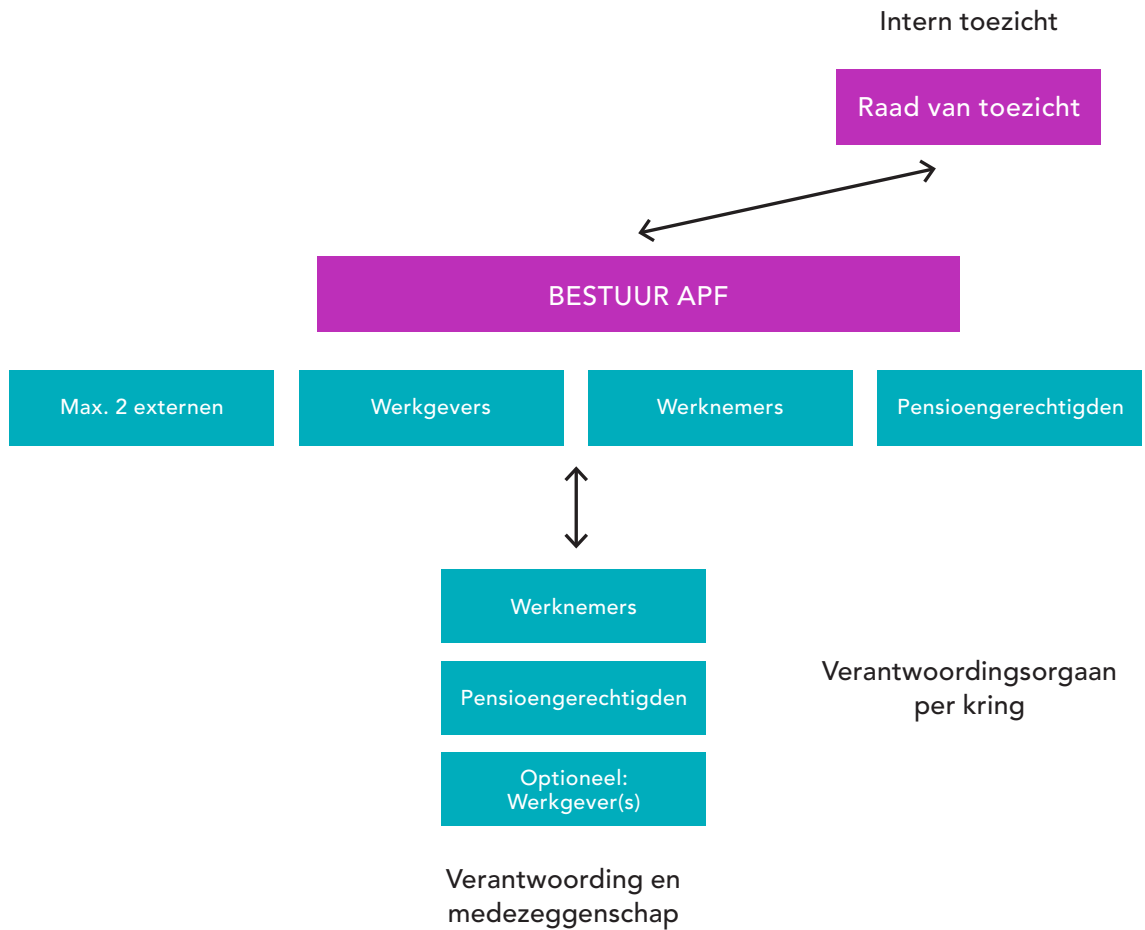 Intern toezicht
Raad van toezicht
BESTUUR APF
Max. 2 externen
Werkgevers
Werknemers
Pensioengerechtigden
Werknemers
Pensioengerechtigden
Optioneel:
Werkgever(s)
Verantwoordingsorgaan
per kring
Verantwoording en
medezeggenschap